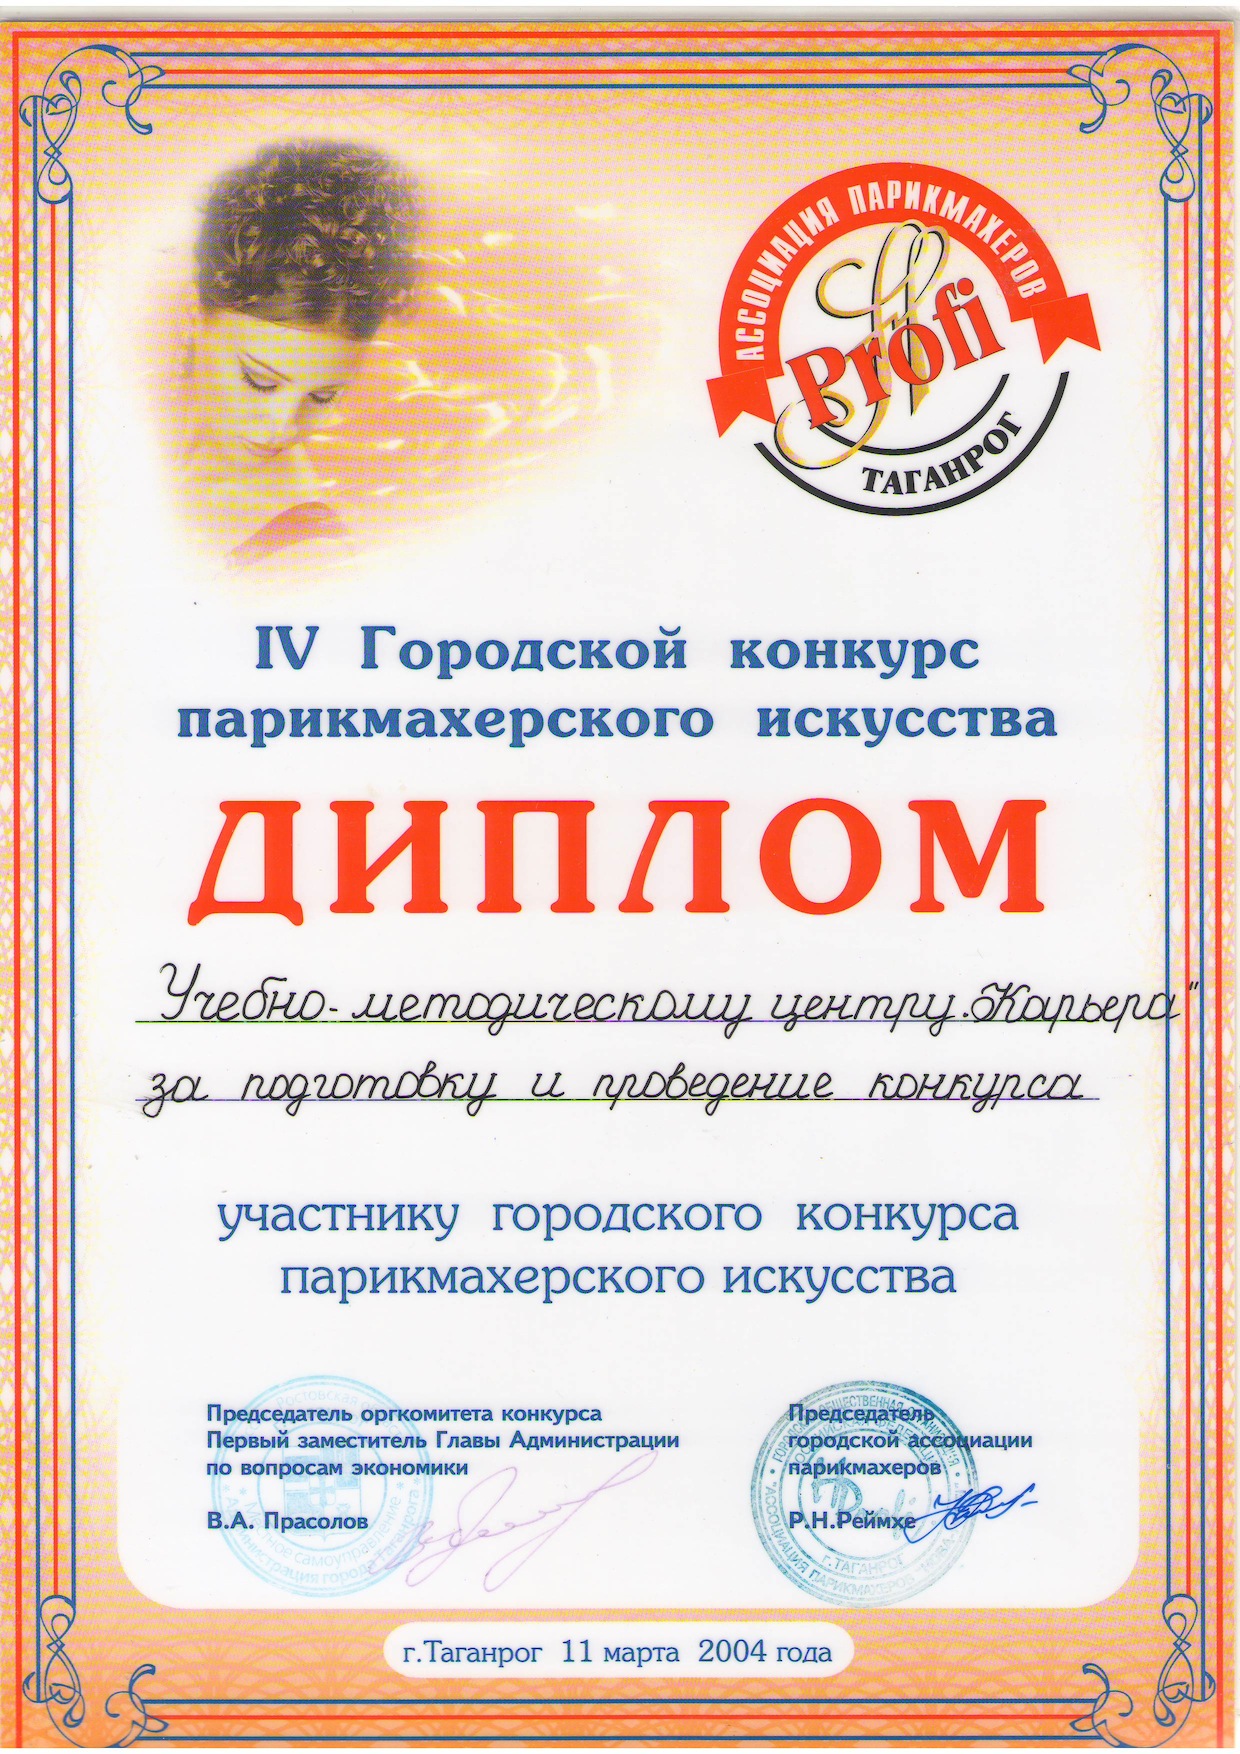 АССОЦИАЦИЯ ПАРИКМАХЕРОВ
Profi
ТАГАНРОГ
IV Городской конкурс
парикмахерского искусства
ДИПЛОМ
Учебно-методическому центру „Карьера"
за подготовку и проведение конкурса
участнику городского конкурса
парикмахерского искусства
Председатель оргкомитета конкурса
Первый заместитель Главы Администрации
по вопросам экономики
В.А. Прасолов
Председатель
городской ассоциации
парикмахеров
Р.Н.Реймхе
г.ТАГАНРОГ
г.Таганрог 11 марта 2004 года